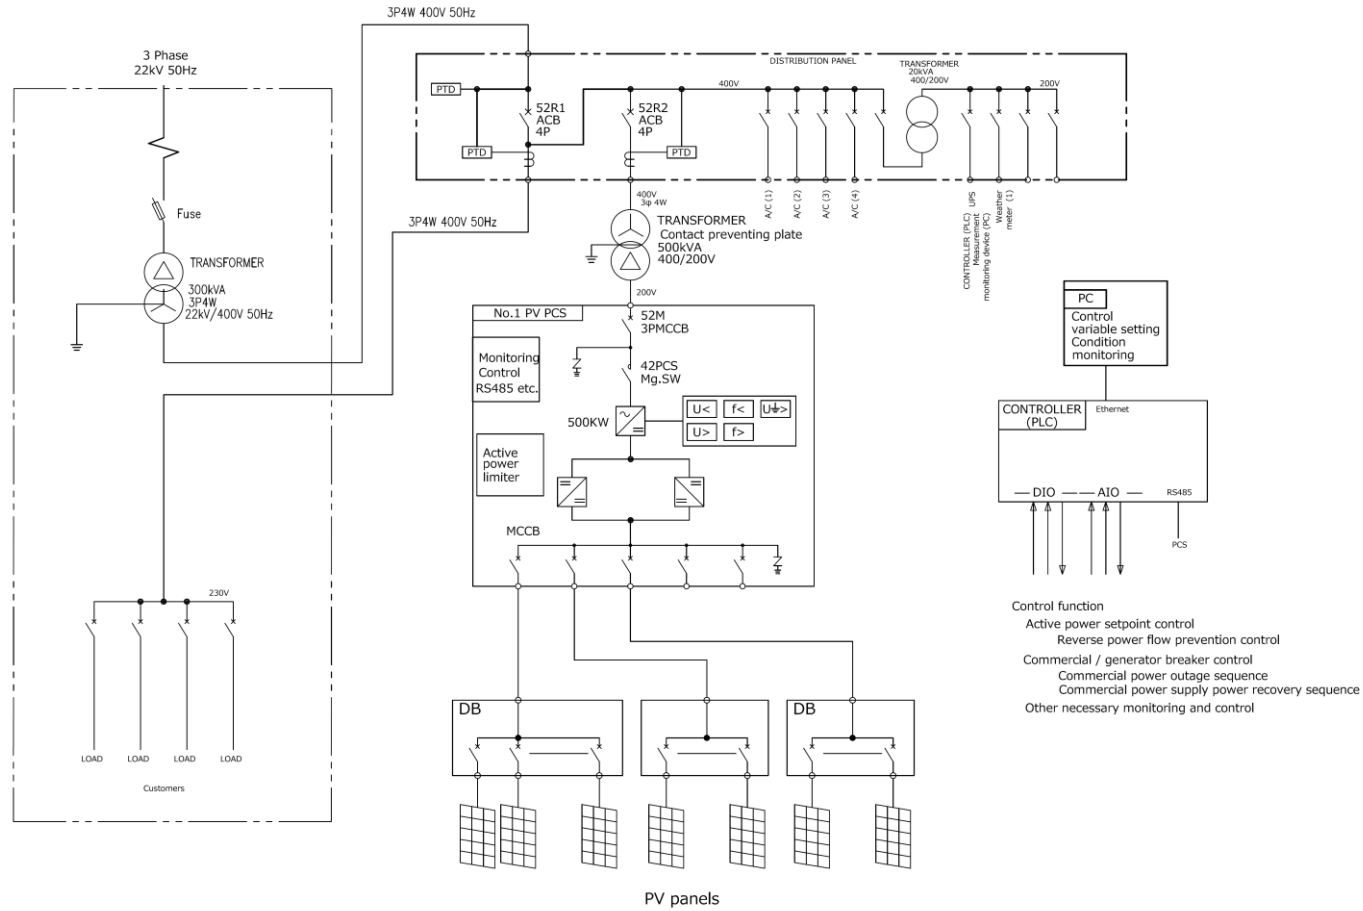 3P4W 400V 50Hz
3 Phase
22kV 50Hz
DISTRIBUTION PANEL
TRANSFORMER
20kVA
400/200V
PTD
400V
200V
52R1
ACB
4P
52R2
ACB
4P
PTD
PTD
Fuse
3P4W 400V 50Hz
400V
3φ 4W
A/C (1)
A/C (2)
A/C (3)
A/C (4)
CONTROLLER (PLC) UPS
Measurement
monitoring device (PC)
Weather
meter (1)
TRANSFORMER
Contact preventing plate
500kVA
400/200V
TRANSFORMER
300kVA
3P4W
22kV/400V 50Hz
200V
No.1 PV PCS
52M
3PMCCB
PC
Control
variable setting
Condition
monitoring
Monitoring
Control
RS485 etc.
42PCS
Mg.SW
500KW
U<
f<
U>
U>
f>
CONTROLLER
(PLC)
Ethernet
Active
power
limiter
DIO
AIO
RS485
MCCB
PCS
230V
Control function
Active power setpoint control
Reverse power flow prevention control
Commercial / generator breaker control
Commercial power outage sequence
Commercial power supply power recovery sequence
Other necessary monitoring and control
DB
DB
LOAD
LOAD
LOAD
LOAD
Customers
PV panels